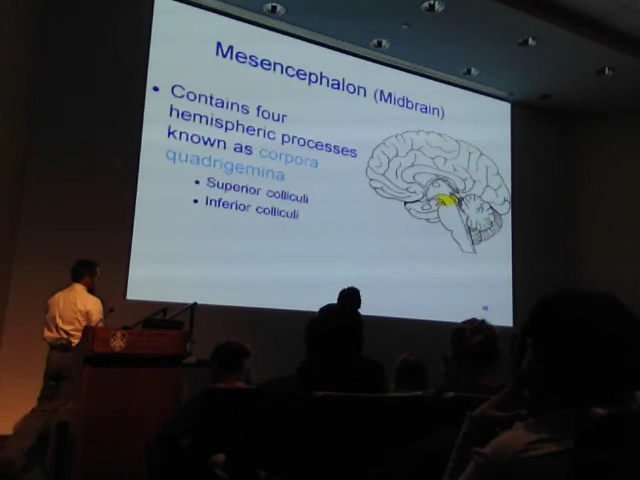 Mesencephalon (Midbrain)
• Contains four
hemispheric processes
known as corpora
quadrigemina
• Superior colliculi
• Inferior colliculi